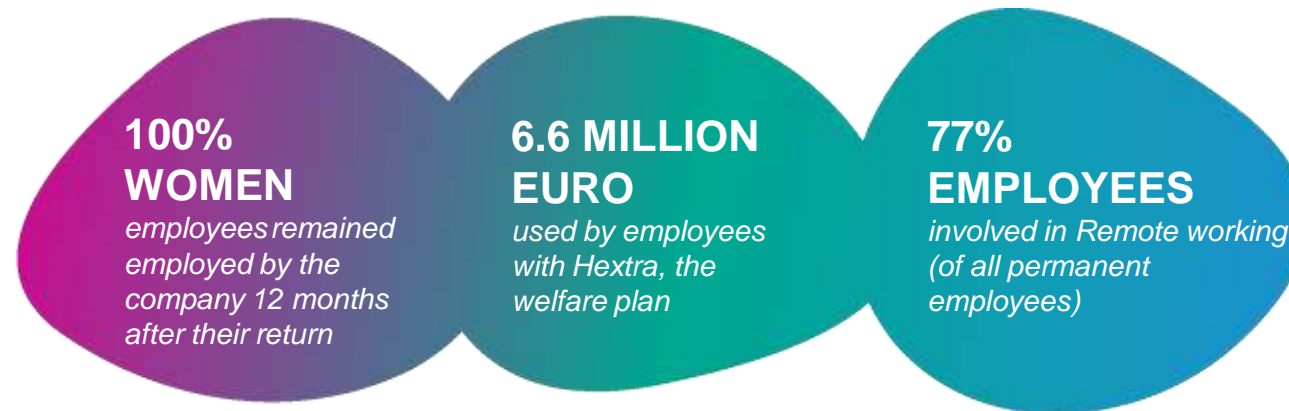 100%
WOMEN
employees remained
employed by the
company 12 months
after their return
6.6 MILLION
EURO
used by employees
with Hextra, the
welfare plan
77%
EMPLOYEES
involved in Remote working
(of all permanent
employees)